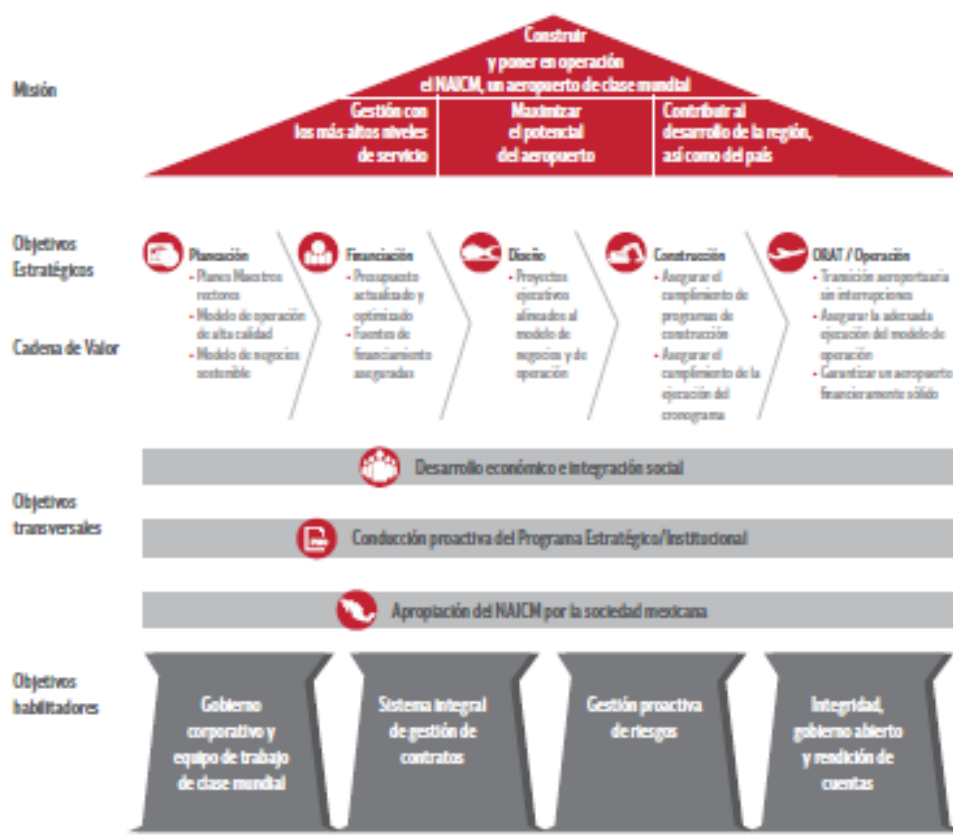 Misión
Construir
y poner en operación
el NAICM, un aeropuerto de clase mundial
Gestión con
los más altos niveles
de servicio
Maximizar
el potencial
del aeropuerto
Contribuir al
desarrollo de la región,
así como del país
Objetivos
Estratégicos
Cadena de Valor
Planeación
• Planes Maestros
rectores
• Modelo de operación
de alta calidad
• Modelo de negocios
sostenible
Financiación
• Presupuesto
actualizado y
optimizado
• Fuentes de
financiamiento
aseguradas
Diseño
• Proyectos
ejecutivos
alineados al
modelo de
negocios y de
operación
Construcción
• Asegurar el
cumplimiento de
programas de
construcción
• Asegurar el
cumplimiento de la
ejecución del
cronograma
ORAT / Operación
• Transición aeroportuaria
sin interrupciones
• Asegurar la adecuada
ejecución del modelo de
operación
• Garantizar un aeropuerto
financieramente sólido
Objetivos
transversales
Desarrollo económico e integración social
Conducción proactiva del Programa Estratégico/Institucional
Apropiación del NAICM por la sociedad mexicana
Objetivos
habilitadores
Gobierno
corporativo y
equipo de trabajo
de clase mundial
Sistema integral
de gestión de
contratos
Gestión proactiva
de riesgos
Integridad,
gobierno abierto
y rendición de
cuentas